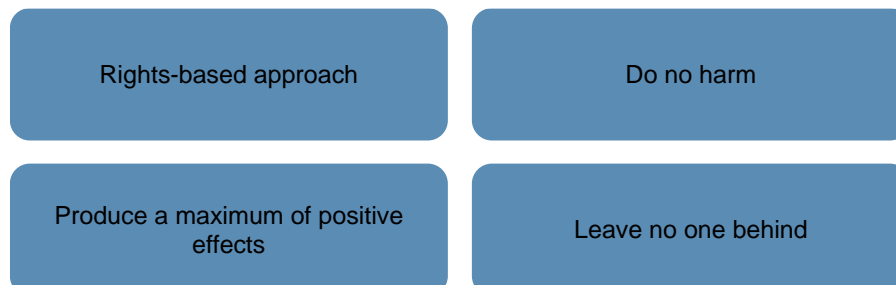 Rights-based approach
Do no harm
Produce a maximum of positive
effects
Leave no one behind